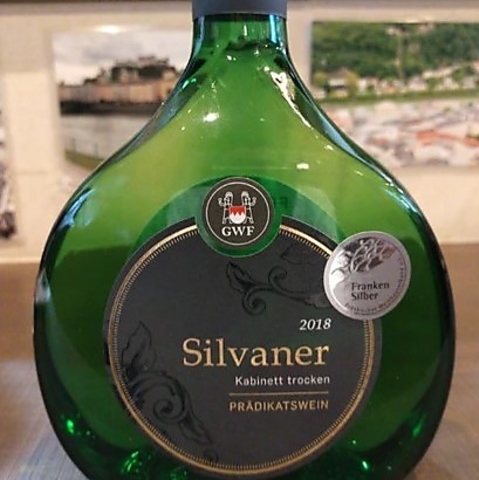 GWF
Franken
Silber
2018
Silvaner
Kabinett trocken
PRÄDIKATSWEIN